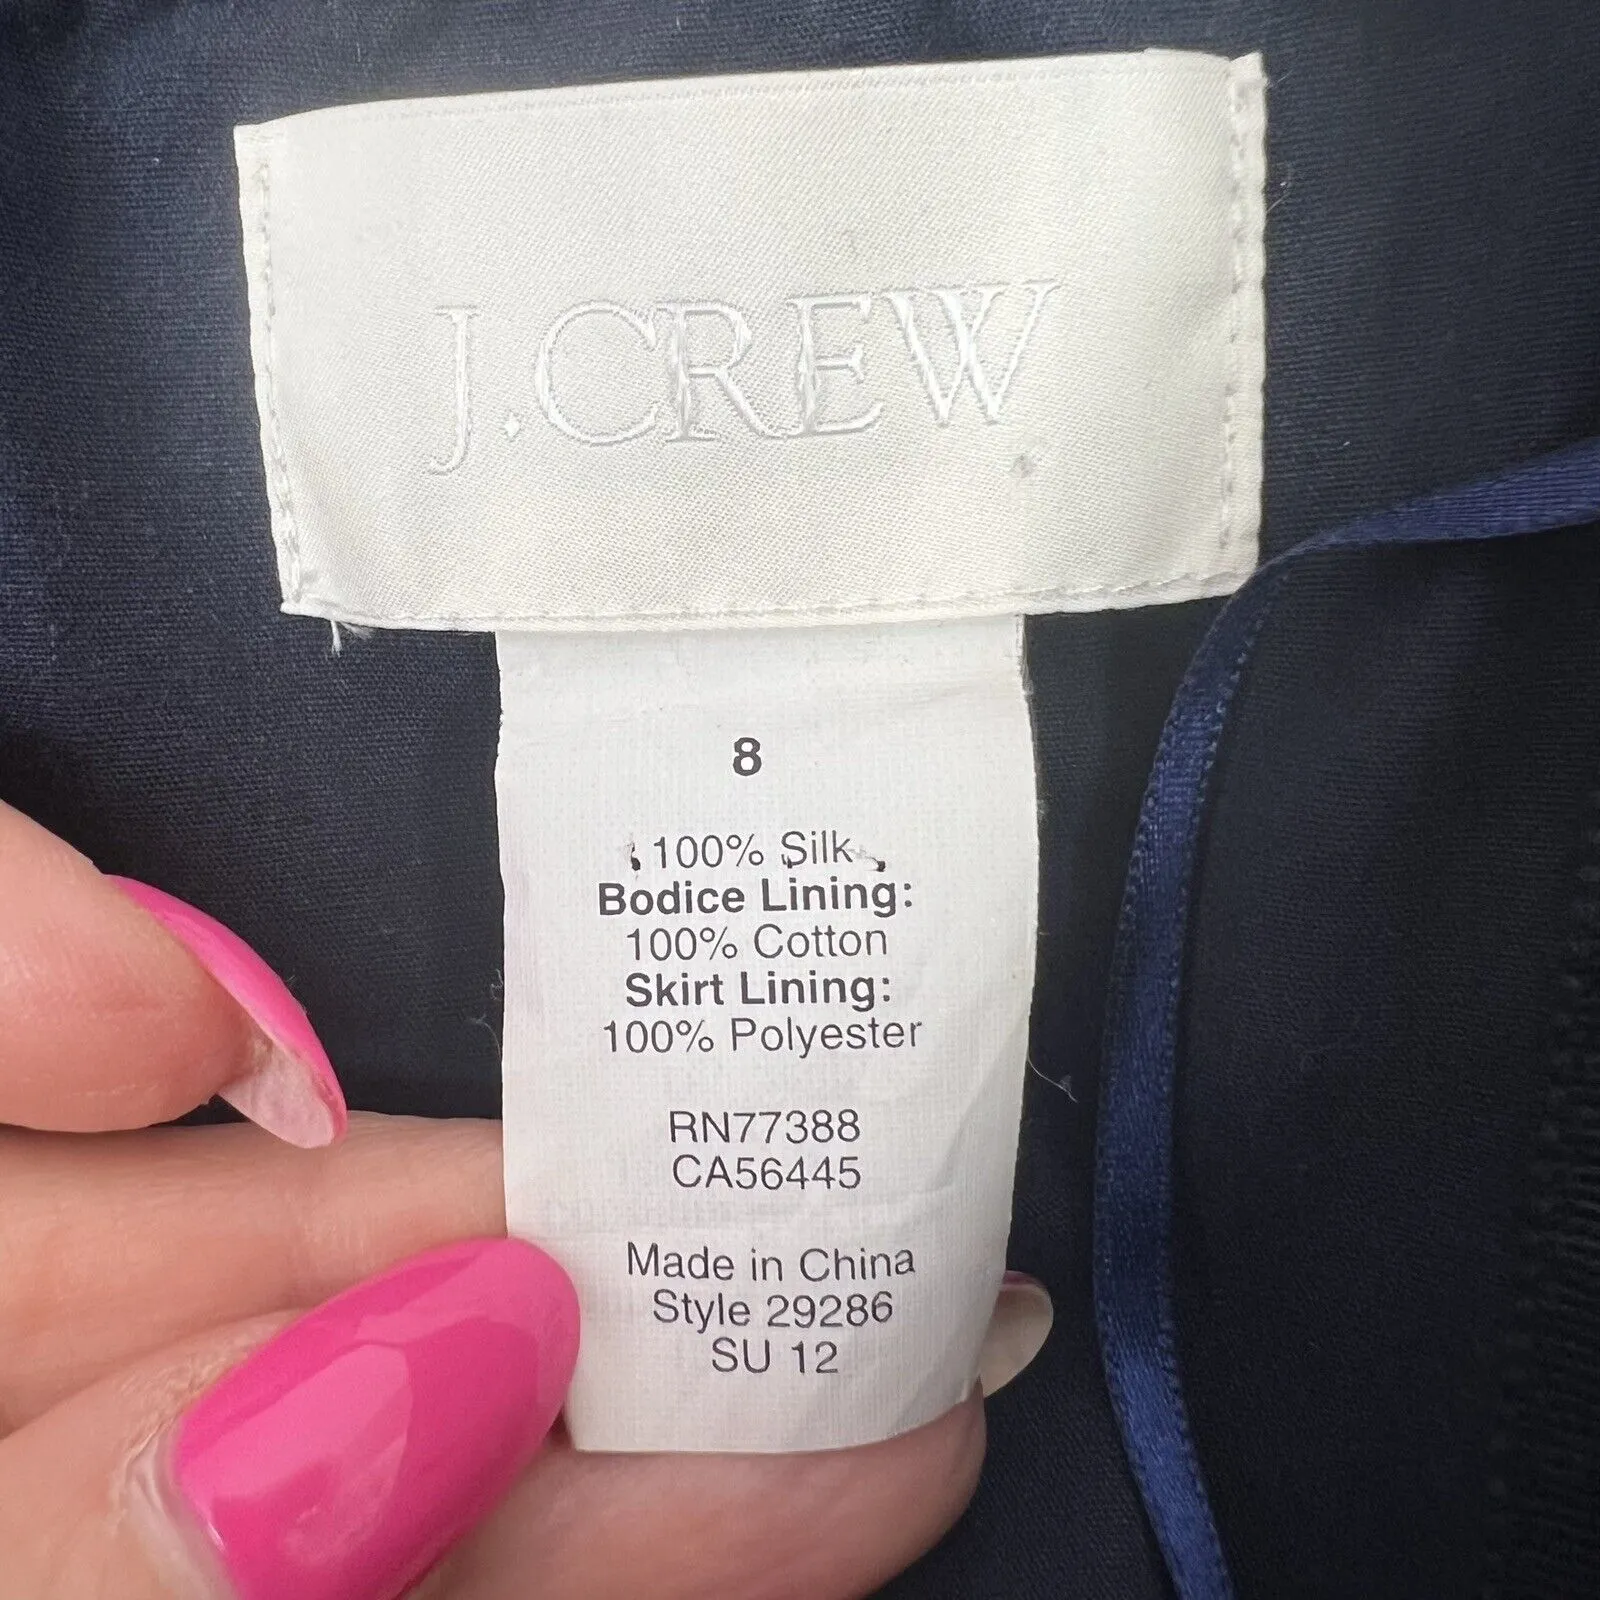 J.CREW
8
100% Silk
Bodice Lining:
100% Cotton
Skirt Lining:
100% Polyester
RN77388
CA56445
Made in China
Style 29286
SU 12